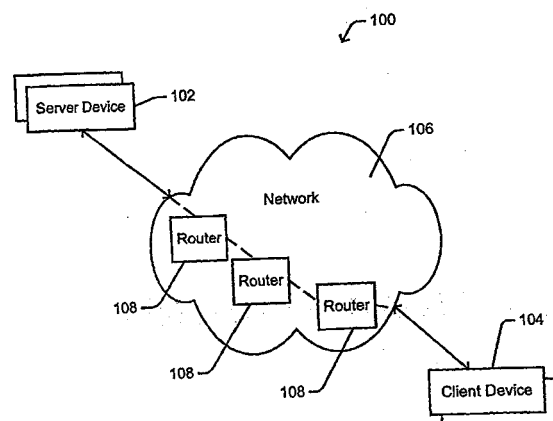 100
Server Device
102
106
Network
Router
Router
Router
108
108
108
104
Client Device